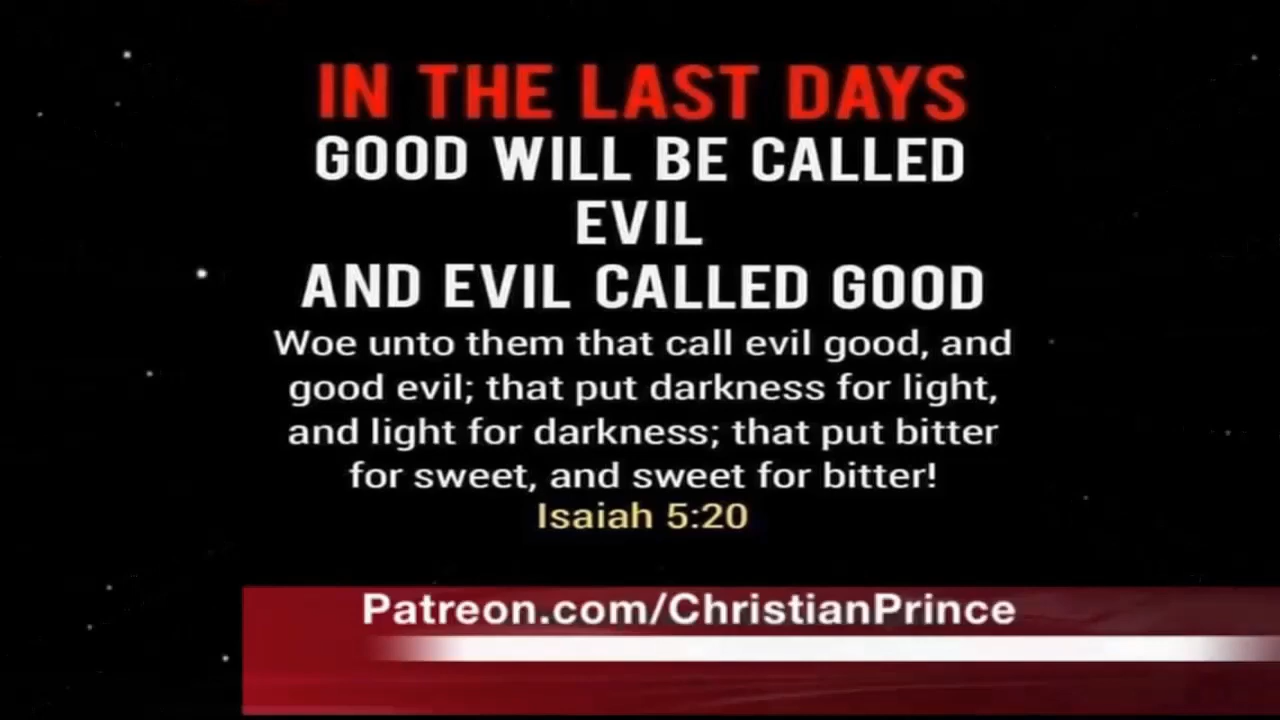 IN THE LAST DAYS
GOOD WILL BE CALLED
EVIL
AND EVIL CALLED GOOD
Woe unto them that call evil good, and
good evil; that put darkness for light,
and light for darkness; that put bitter
for sweet, and sweet for bitter!
Isaiah 5:20
Patreon.com/ChristianPrince